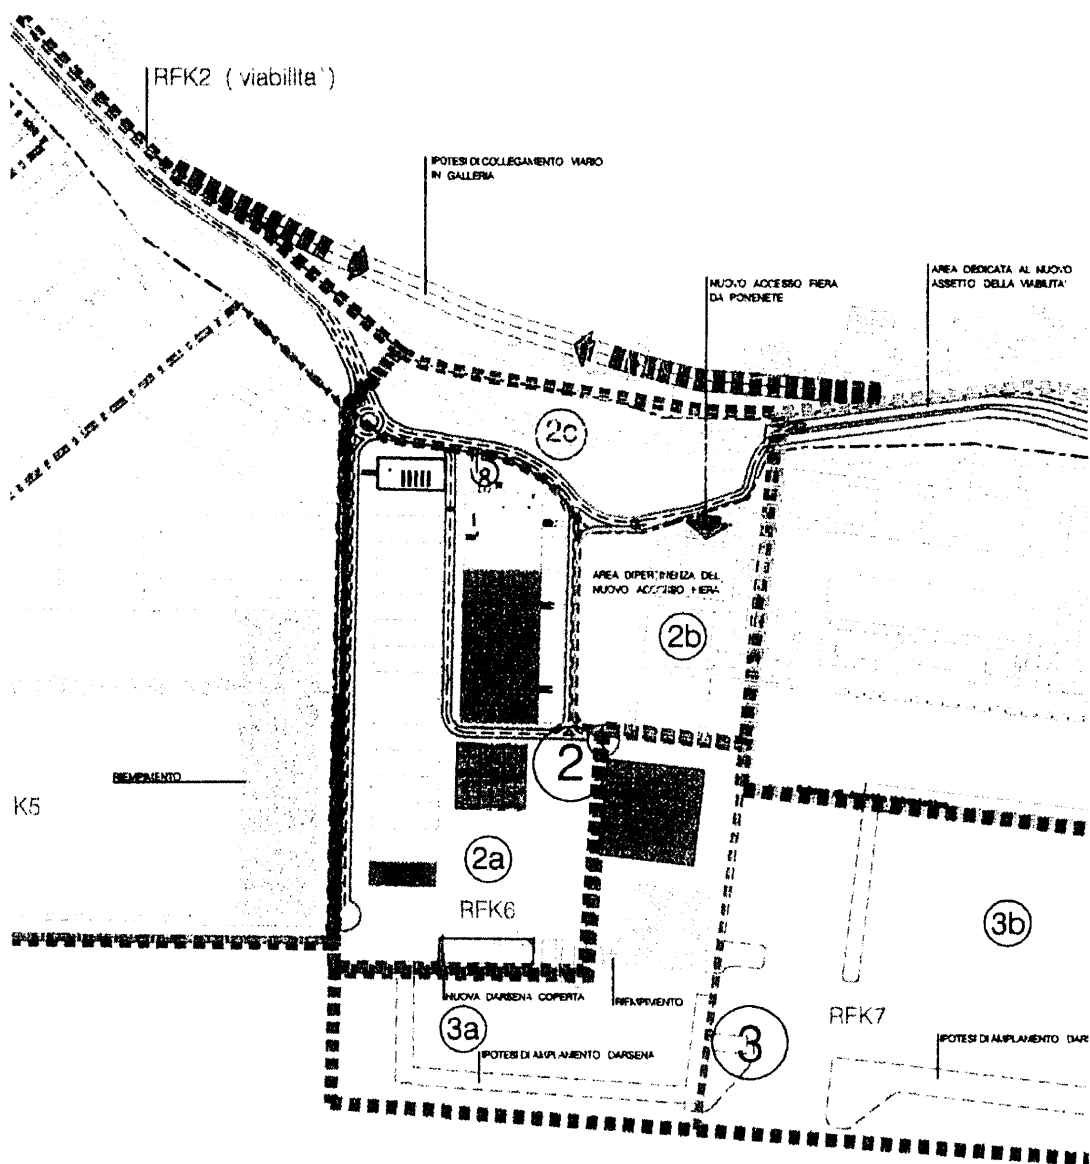 RFK2 (viabilita`)
IPOTESI DI COLLEGAMENTO VIARIO
IN GALLERIA
NUOVO ACCESSO FIERA
DA PONENETE
AREA DEDICATA AL NUOVO
ASSETTO DELLA VIABILITA'
2c
8
AREA DI PERTINENZA DEL
NUOVO ACCESSO FIERA
2b
2
RIEMPIMENTO
K5
2a
RFK6
3b
NUOVA DARSENA COPERTA
RIEMPIMENTO
RFK7
3a
3
IPOTESI DI AMPLIAMENTO DARSENA
IPOTESI DI AMPLIAMENTO DARS